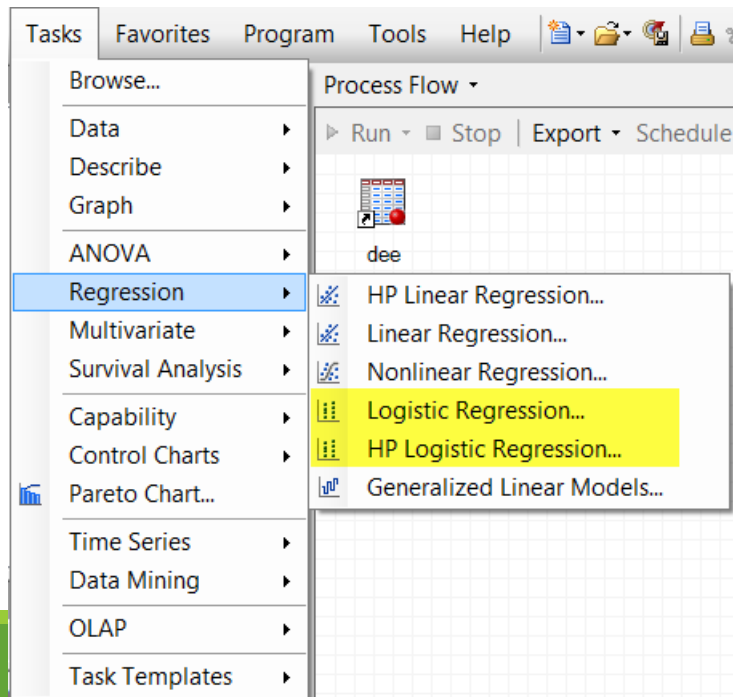 Tasks Favorites Program Tools Help
Browse...
Process Flow
Data
Run Stop Export Schedule
Describe
Graph
ANOVA
dee
Regression
HP Linear Regression...
Multivariate
Linear Regression...
Survival Analysis
Nonlinear Regression...
Capability
Logistic Regression...
Control Charts
HP Logistic Regression...
Pareto Chart...
Generalized Linear Models...
Time Series
Data Mining
OLAP
Task Templates